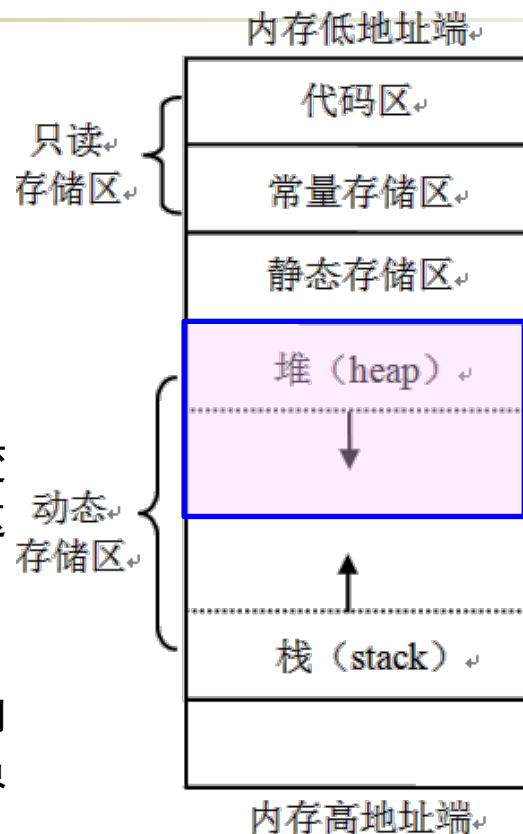 内存低地址端
代码区
只读
存储区
常量存储区
静态存储区
堆（heap）
动态
存储区
栈（stack）
内存高地址端